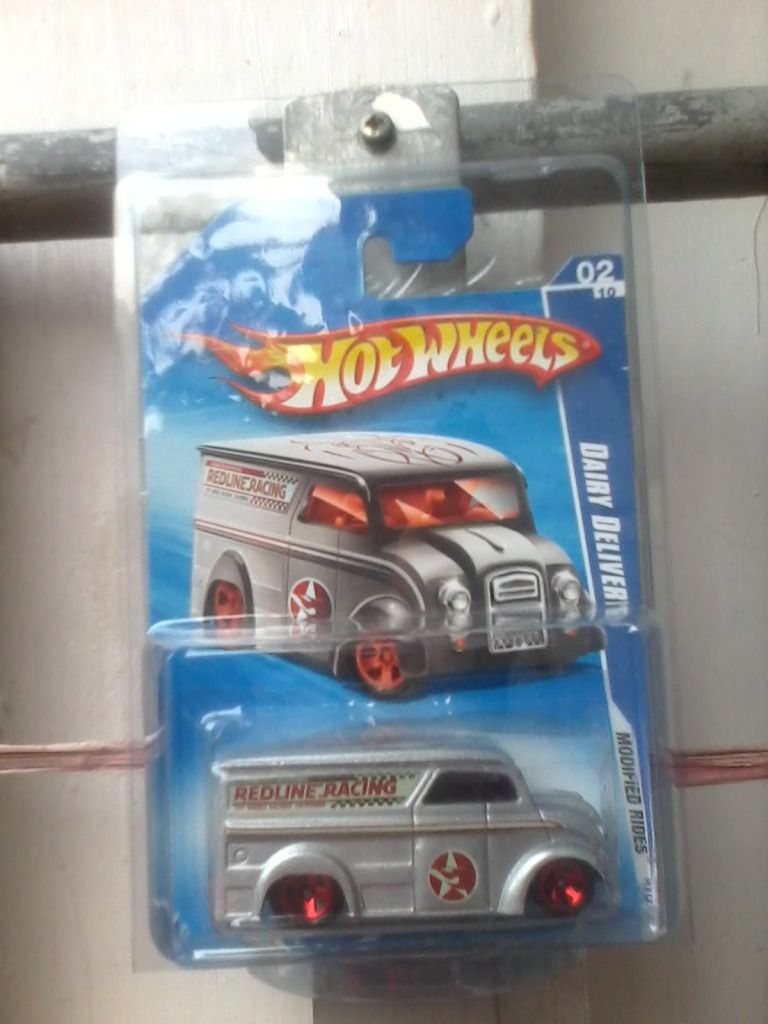 02
10
HOT WHEELS
DAIRY DELIVERY
REDLINE RACING
MODIFIED RIDES
REDLINE RACING